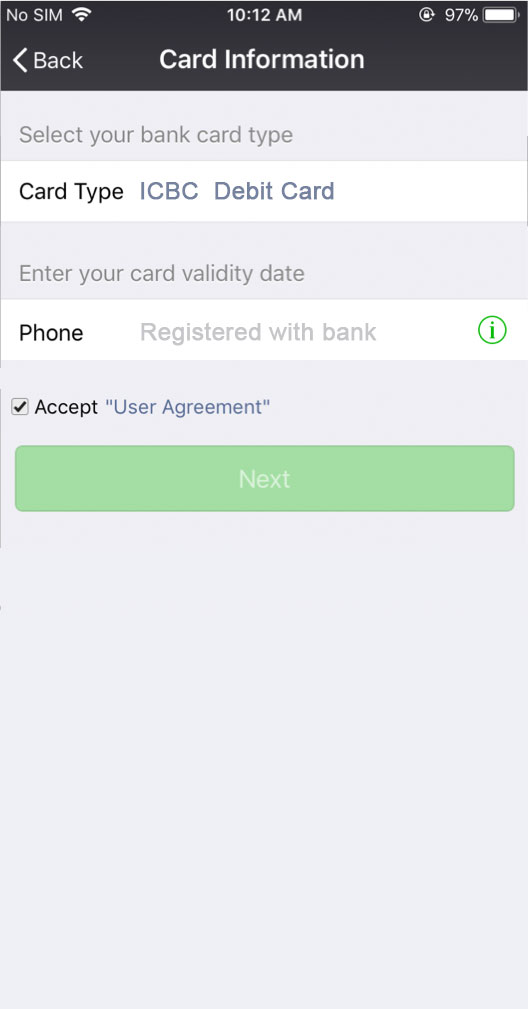 No SIM 10:12 AM 97%
Back Card Information
Select your bank card type
Card Type ICBC Debit Card
Enter your card validity date
Phone Registered with bank
Accept "User Agreement"
Next